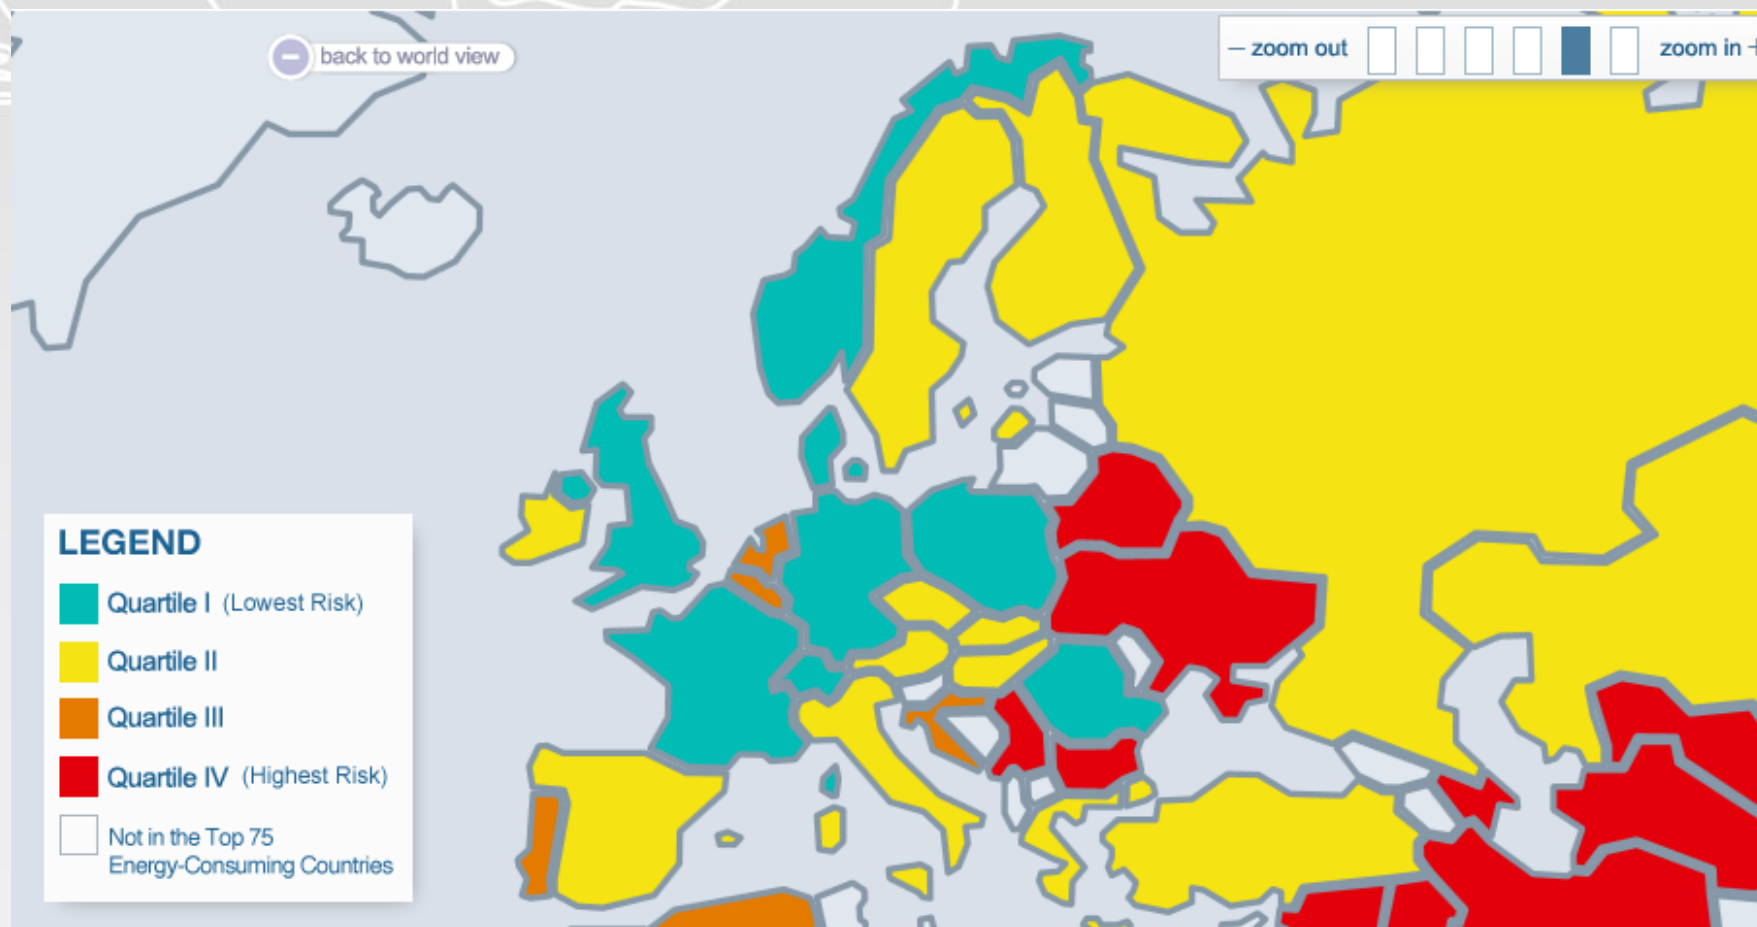 back to world view
– zoom out
zoom in +
LEGEND
Quartile I (Lowest Risk)
Quartile II
Quartile III
Quartile IV (Highest Risk)
Not in the Top 75
Energy-Consuming Countries